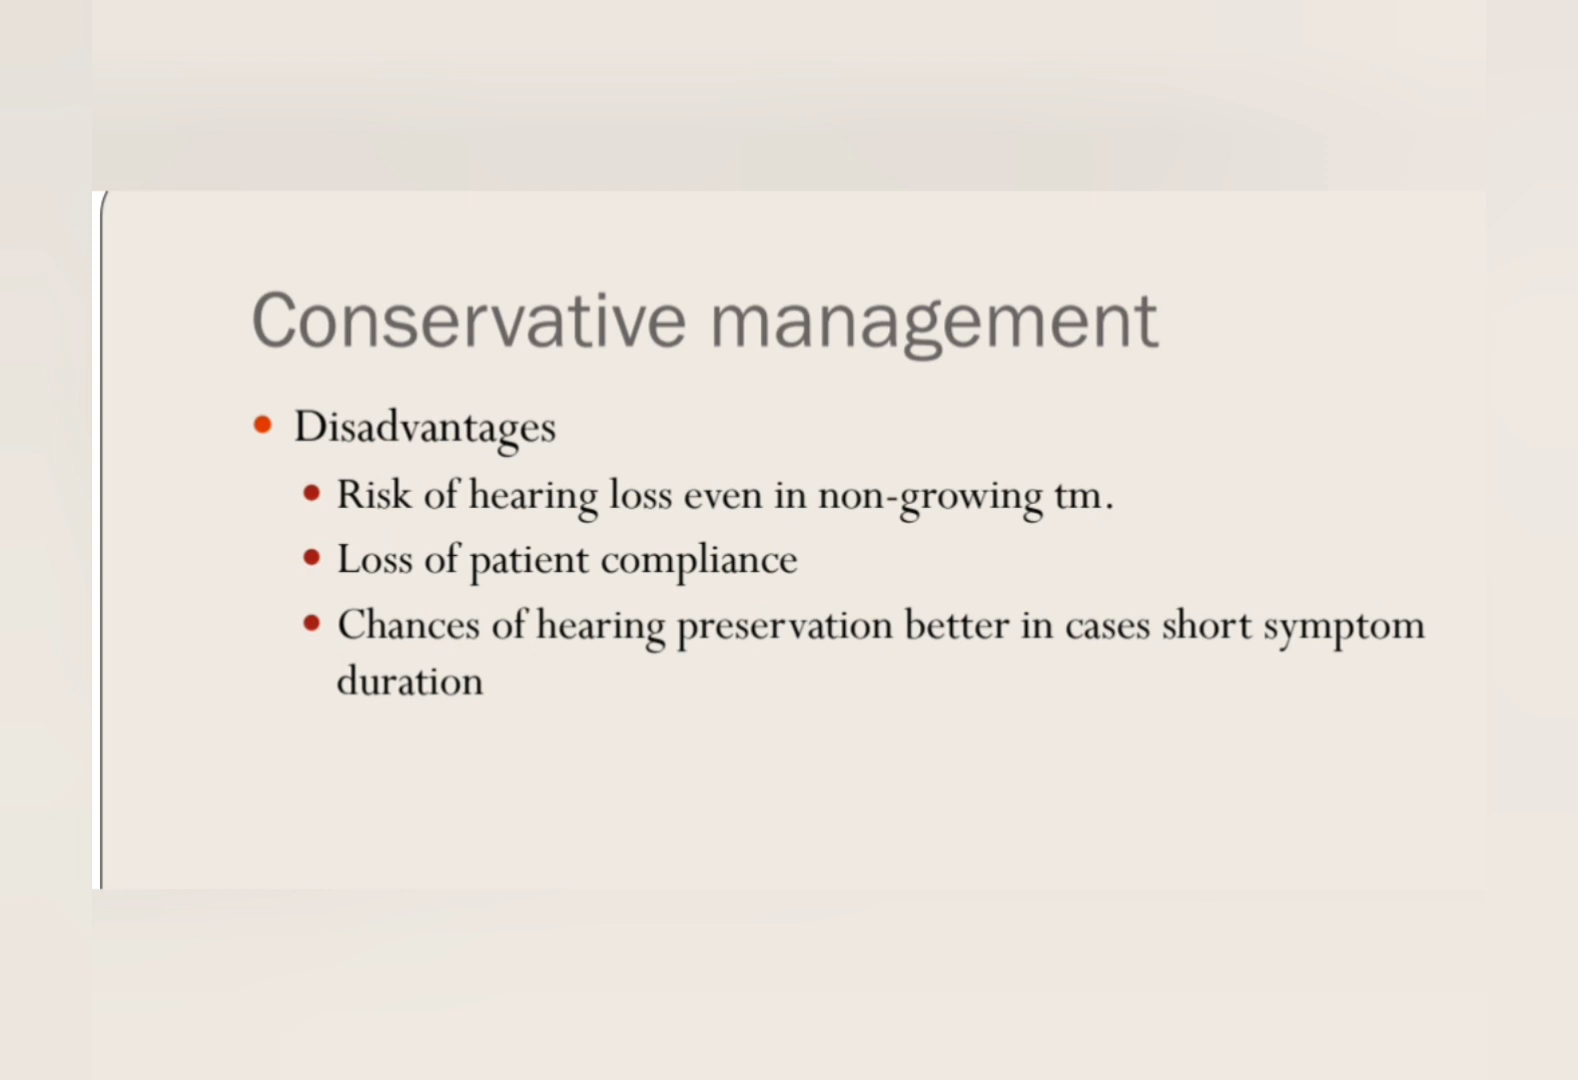 Conservative management
Disadvantages
Risk of hearing loss even in non-growing tm.
Loss of patient compliance
Chances of hearing preservation better in cases short symptom
duration